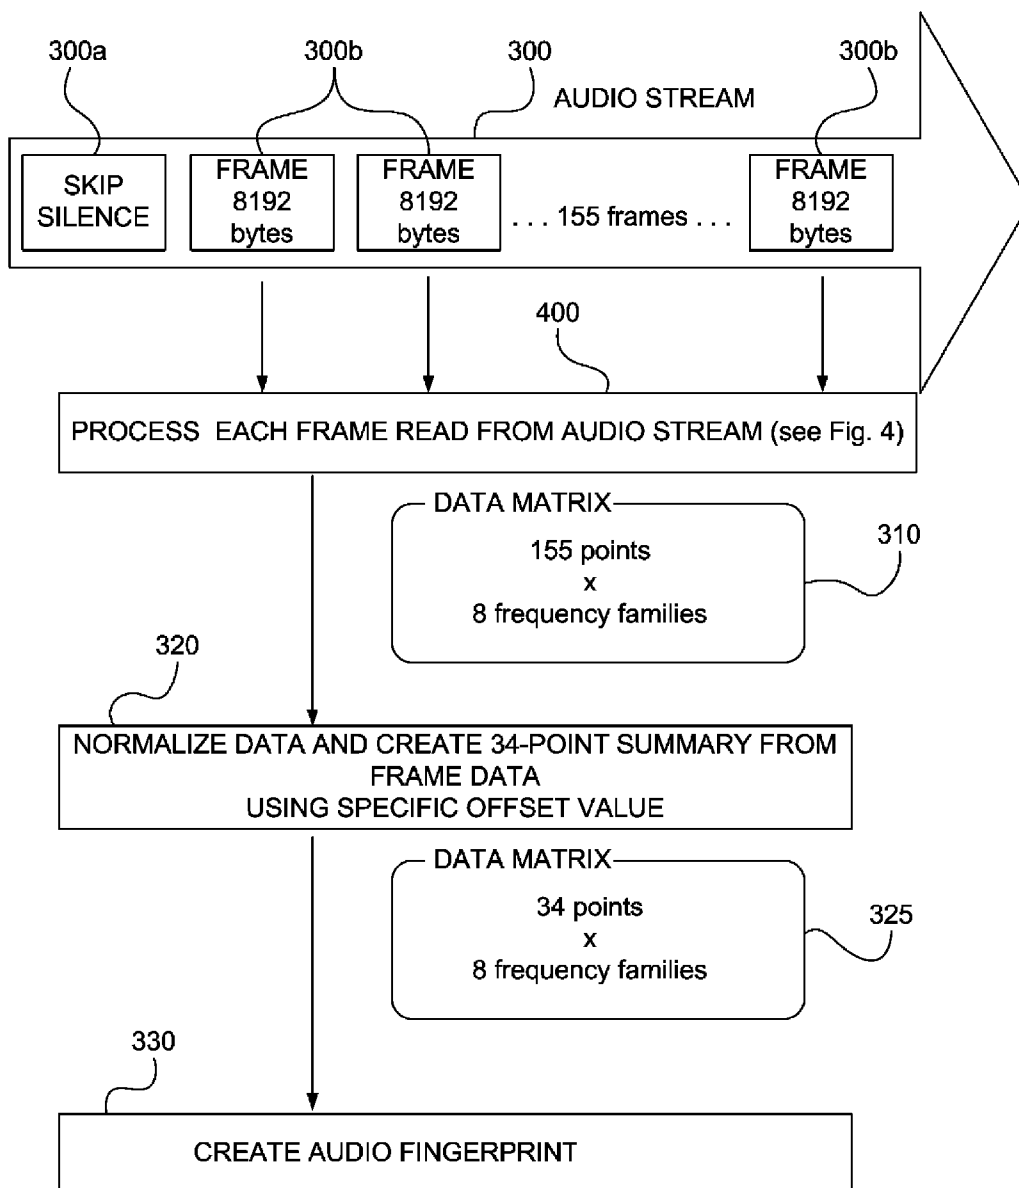 300a
300b
300
300b
AUDIO STREAM
SKIP
SILENCE
FRAME
8192
bytes
FRAME
8192
bytes
. . . 155 frames . . .
FRAME
8192
bytes
400
PROCESS EACH FRAME READ FROM AUDIO STREAM (see Fig. 4)
DATA MATRIX
155 points
x
8 frequency families
310
320
NORMALIZE DATA AND CREATE 34-POINT SUMMARY FROM
FRAME DATA
USING SPECIFIC OFFSET VALUE
DATA MATRIX
34 points
x
8 frequency families
325
330
CREATE AUDIO FINGERPRINT